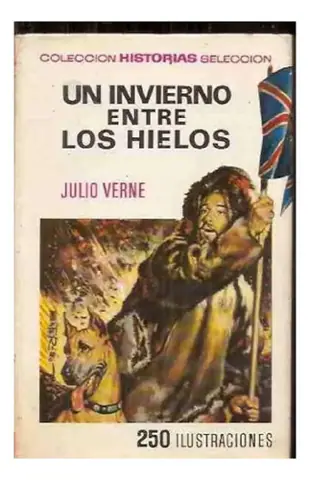 COLECCION HISTORIAS SELECCION
UN INVIERNO
ENTRE
LOS HIELOS
JULIO VERNE
250 ILUSTRACIONES